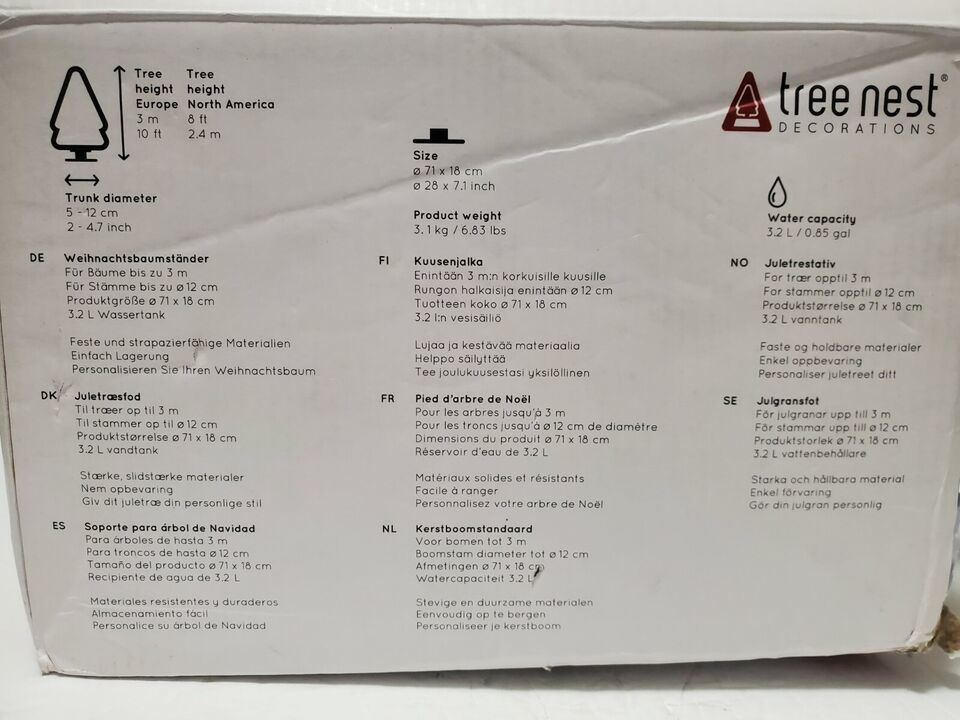 Tree height Europe
3 m
10 ft
Tree height North America
8 ft
2.4 m
Trunk diameter
5 - 12 cm
2 - 4.7 inch
Size
ø 71 x 18 cm
ø 28 x 7.1 inch
Product weight
3.1 kg / 6.83 lbs
tree nest®
DECORATIONS
Water capacity
3.2 L / 0.85 gal
DE Weihnachtsbaumständer
Für Bäume bis zu 3 m
Für Stämme bis zu ø 12 cm
Produktgröße ø 71 x 18 cm
3.2 L Wassertank
Feste und strapazierfähige Materialien
Einfach Lagerung
Personalisieren Sie Ihren Weihnachtsbaum
FI Kuusenjalka
Enintään 3 m:n korkuisille kuusille
Rungon halkaisija enintään ø 12 cm
Tuotteen koko ø 71 x 18 cm
3.2 l:n vesisäiliö
Lujaa ja kestävää materiaalia
Helppo säilyttää
Tee joulukuusestasi yksilöllinen
NO Juletrestativ
For trær opptil 3 m
For stammer opptil ø 12 cm
Produktstørrelse ø 71 x 18 cm
3.2 L vanntank
Faste og holdbare materialer
Enkel oppbevaring
Personaliser juletreet ditt
DK Juletræsfod
Til træer op til 3 m
Til stammer op til ø 12 cm
Produktstørrelse ø 71 x 18 cm
3.2 L vandtank
Stærke, slidstærke materialer
Nem opbevaring
Giv dit juletræ din personlige stil
FR Pied d'arbre de Noël
Pour les arbres jusqu'à 3 m
Pour les troncs jusqu'à ø 12 cm de diamètre
Dimensions du produit ø 71 x 18 cm
Réservoir d'eau de 3.2 L
Matériaux solides et résistants
Facile à ranger
Personnalisez votre arbre de Noël
SE Julgransfot
För julgranar upp till 3 m
För stammar upp till ø 12 cm
Produktstorlek ø 71 x 18 cm
3.2 L vattenbehållare
Starka och hållbara material
Enkel förvaring
Gör din julgran personlig
ES Soporte para árbol de Navidad
Para árboles de hasta 3 m
Para troncos de hasta ø 12 cm
Tamaño del producto ø 71 x 18 cm
Recipiente de agua de 3.2 L
Materiales resistentes y duraderos
Almacenamiento fácil
Personalice su árbol de Navidad
NL Kerstboomstandaard
Voor bomen tot 3 m
Boomstam diameter tot ø 12 cm
Afmetingen ø 71 x 18 cm
Watercapaciteit 3.2 L
Stevige en duurzame materialen
Eenvoudig op te bergen
Personaliseer je kerstboom